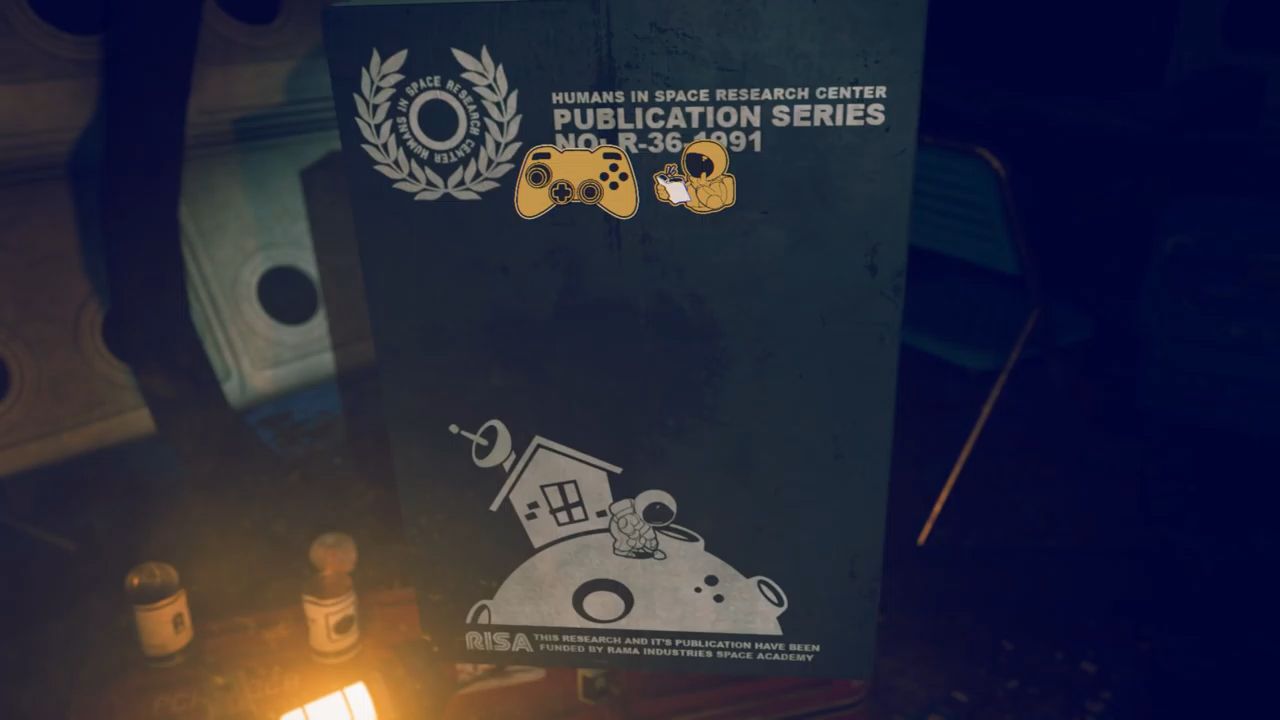 HUMANS IN SPACE RESEARCH CENTER
HUMANS IN SPACE RESEARCH CENTER
PUBLICATION SERIES
NO: R-36-1991
RISA
THIS RESEARCH AND IT'S PUBLICATION HAVE BEEN
FUNDED BY RAMA INDUSTRIES SPACE ACADEMY